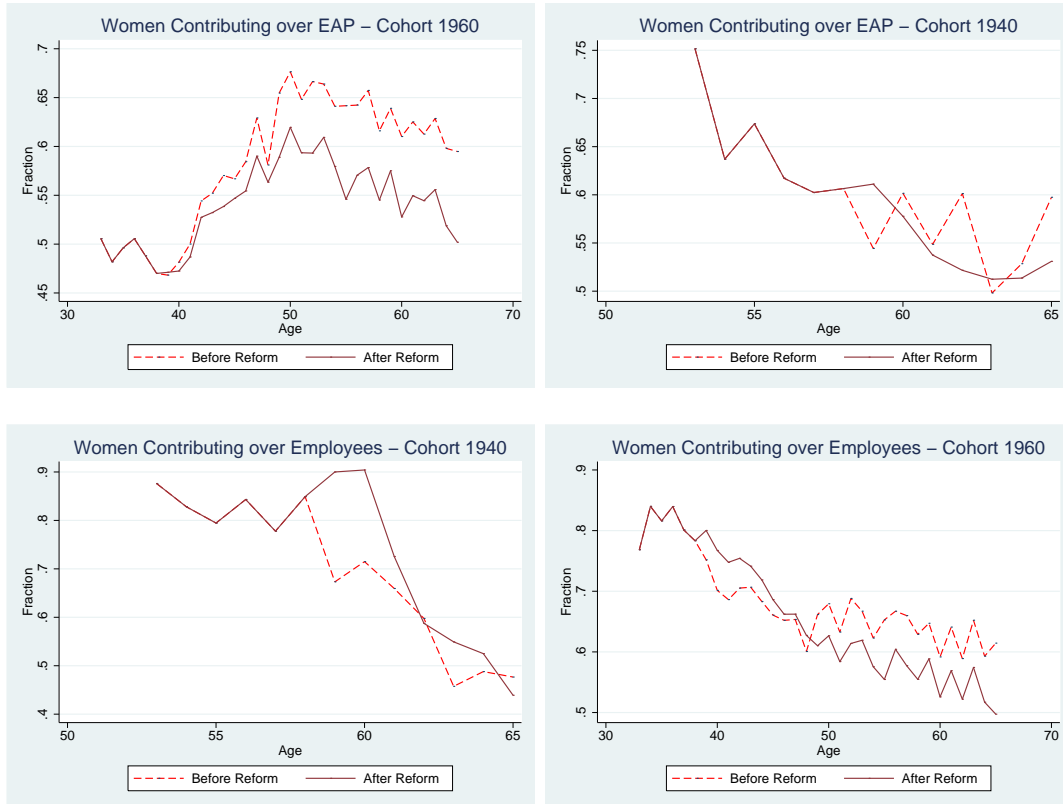 Women Contributing over EAP – Cohort 1960
.7
.65
.6
.55
.5
.45
Fraction
30 40 50 60 70
Age
Before Reform After Reform
Women Contributing over EAP – Cohort 1940
.75
.7
.65
.6
.55
.5
Fraction
50 55 60 65
Age
Before Reform After Reform
Women Contributing over Employees – Cohort 1940
.9
.8
.7
.6
.5
.4
Fraction
50 55 60 65
Age
Before Reform After Reform
Women Contributing over Employees – Cohort 1960
.9
.8
.7
.6
.5
Fraction
30 40 50 60 70
Age
Before Reform After Reform